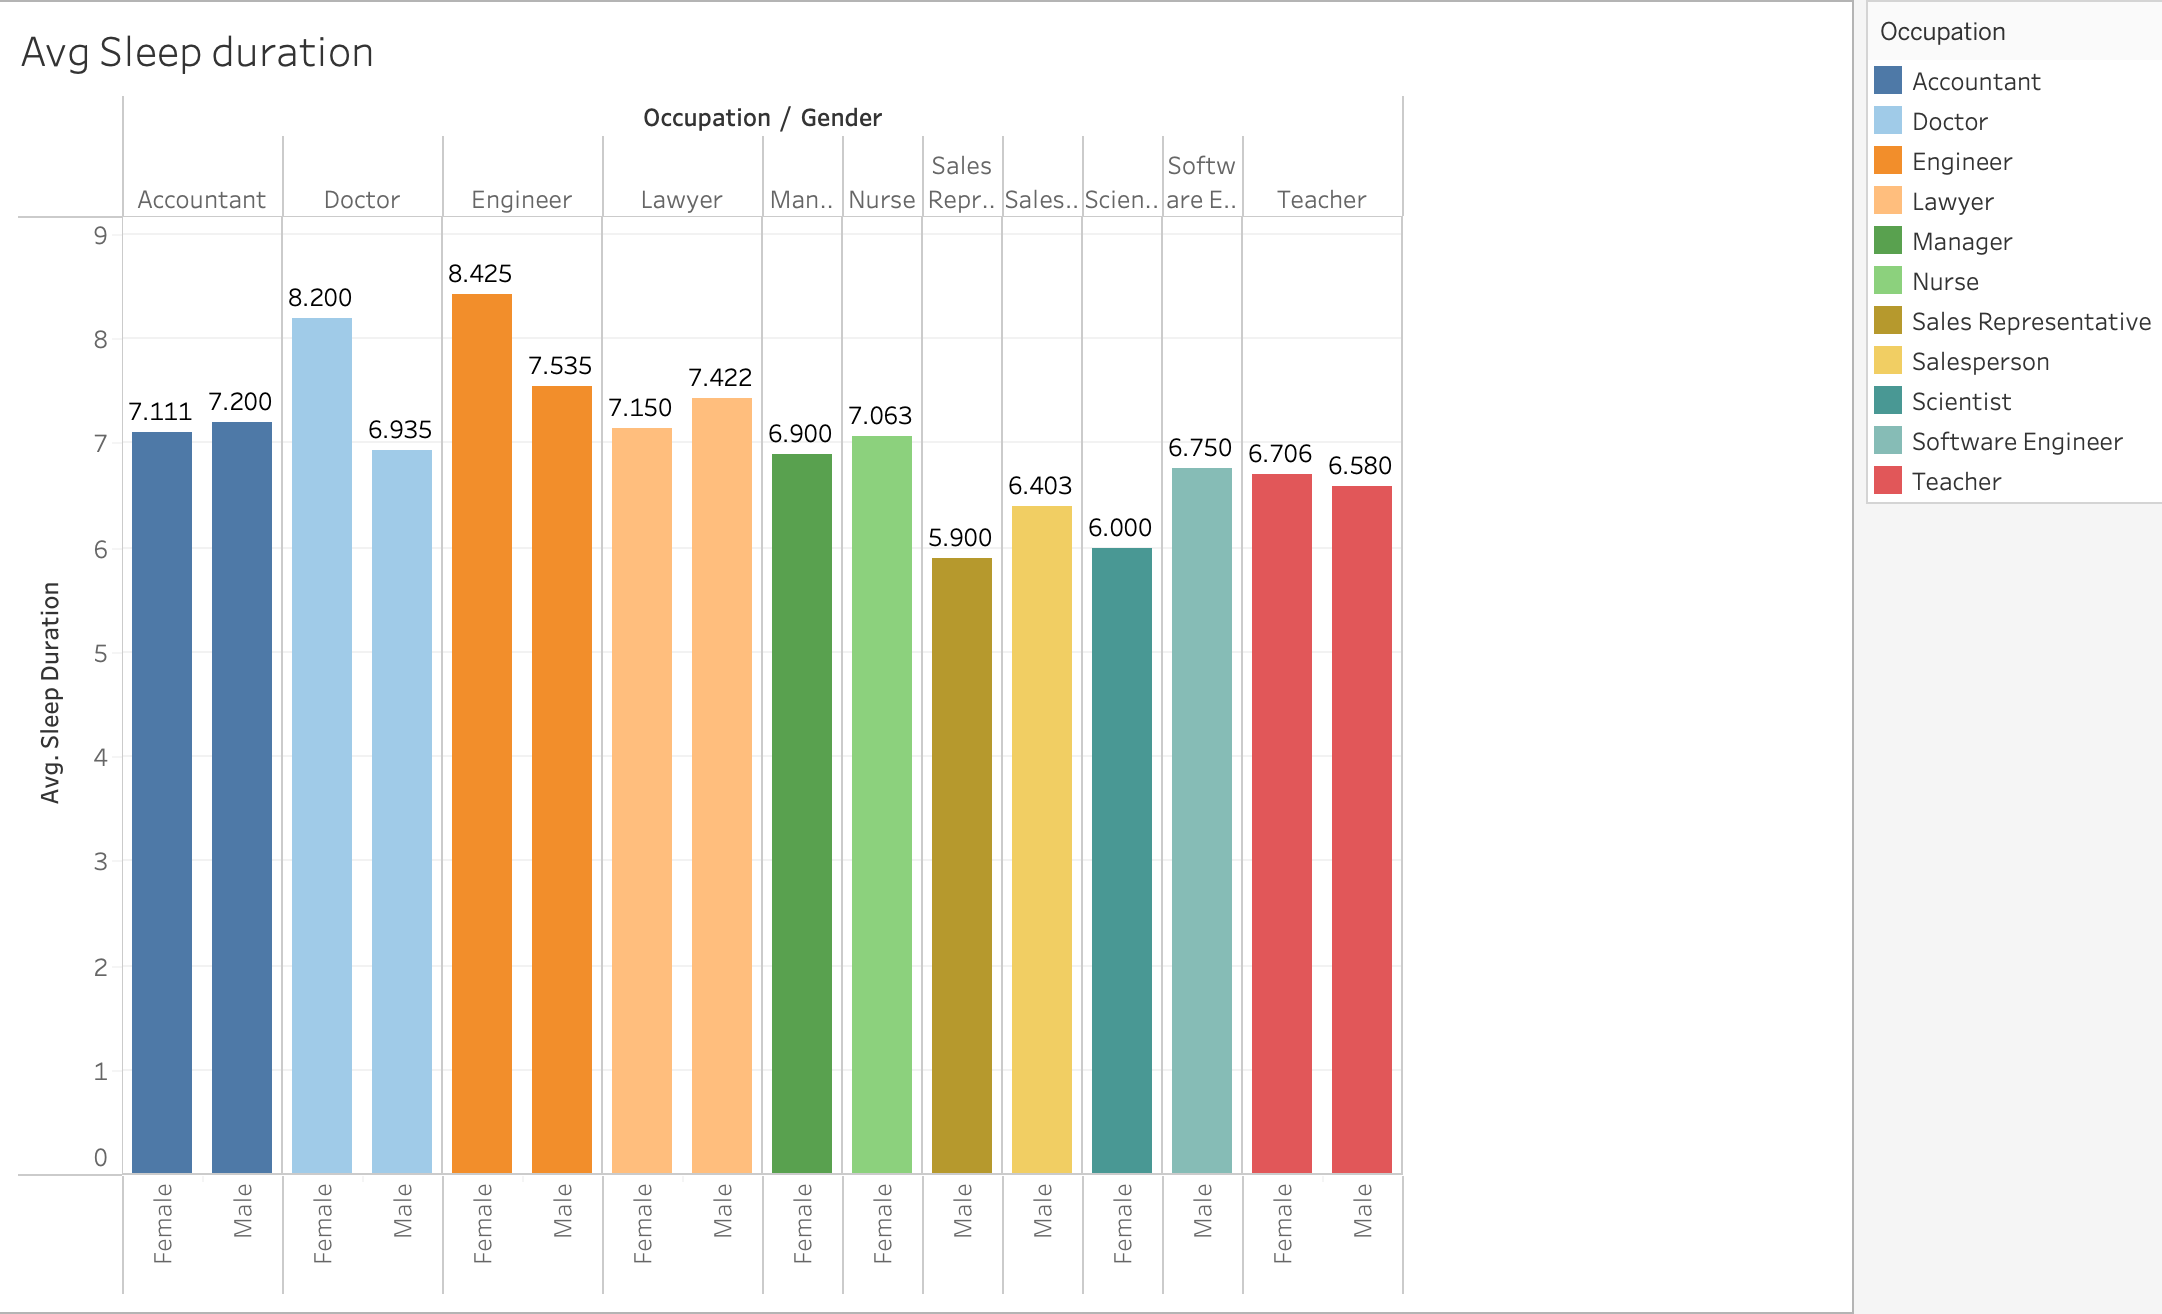 Avg Sleep duration
Occupation / Gender
Accountant
Doctor
Engineer
Lawyer
Man..
Nurse
Sales
Repr..
Sales..
Scien..
Softw
are E..
Teacher
Avg. Sleep Duration
9
8
7
6
5
4
3
2
1
0
7.111
7.200
8.200
6.935
8.425
7.535
7.150
7.422
6.900
7.063
5.900
6.403
6.000
6.750
6.706
6.580
Female
Male
Female
Male
Female
Male
Female
Male
Female
Female
Male
Male
Female
Male
Female
Male
Occupation
Accountant
Doctor
Engineer
Lawyer
Manager
Nurse
Sales Representative
Salesperson
Scientist
Software Engineer
Teacher